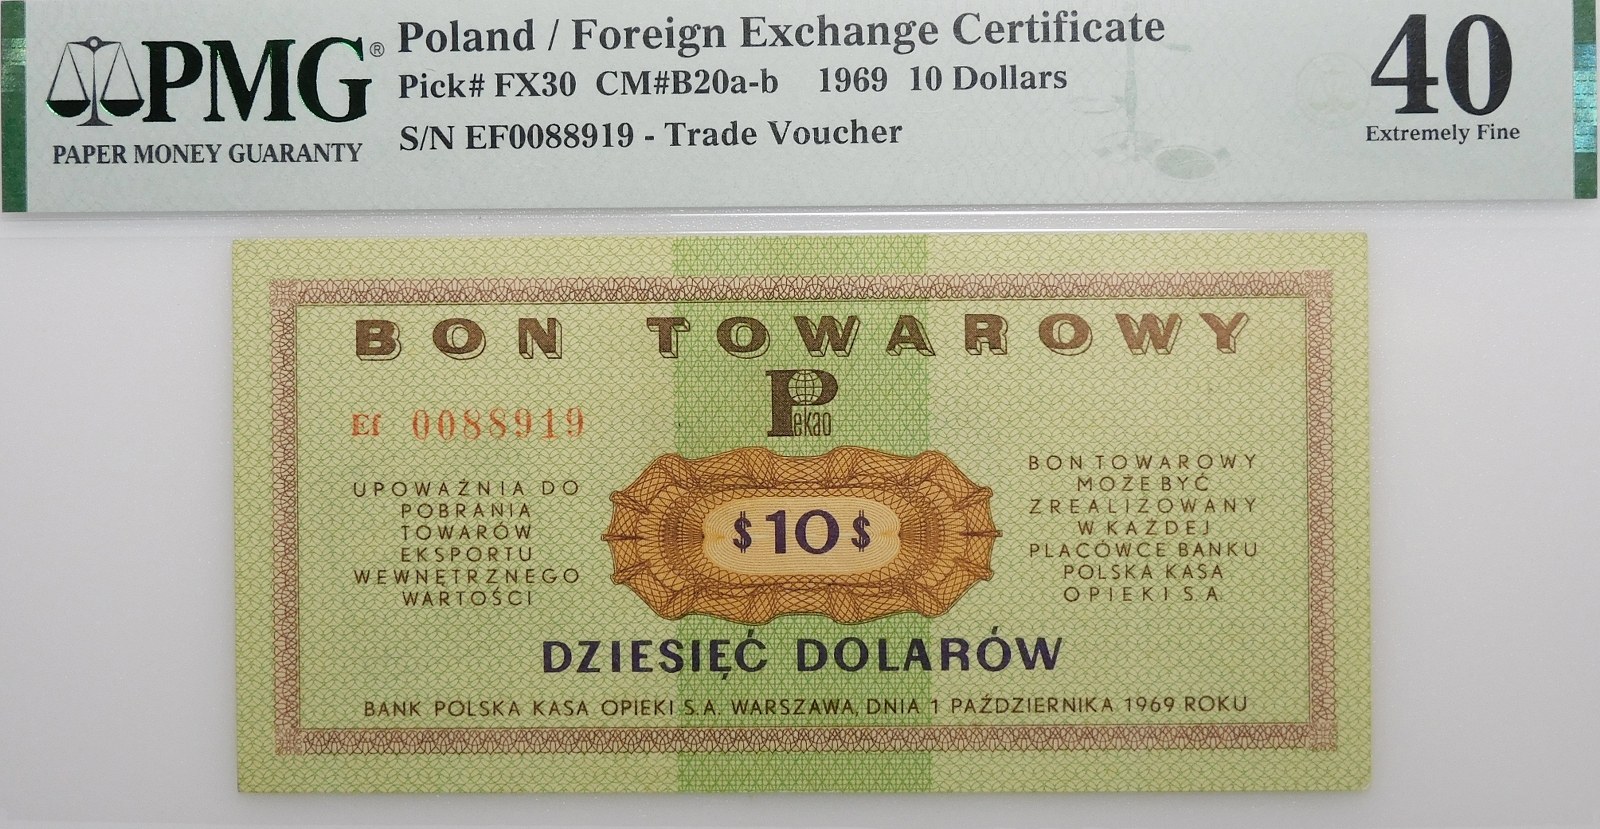 PMG®
PAPER MONEY GUARANTY
Poland / Foreign Exchange Certificate
Pick# FX30 CM#B20a-b 1969 10 Dollars
S/N EF0088919 - Trade Voucher
40
Extremely Fine
BON TOWAROWY
Pekao
Ef 0088919
UPOWAŻNIA DO
POBRANIA
TOWARÓW
EKSPORTU
WEWNĘTRZNEGO
WARTOŚCI
$10$
BON TOWAROWY
MOŻE BYĆ
ZREALIZOWANY
W KAŻDEJ
PLACÓWCE BANKU
POLSKA KASA
OPIEKI S.A.
DZIESIĘĆ DOLARÓW
BANK POLSKA KASA OPIEKI S.A. WARSZAWA, DNIA 1 PAŹDZIERNIKA 1969 ROKU